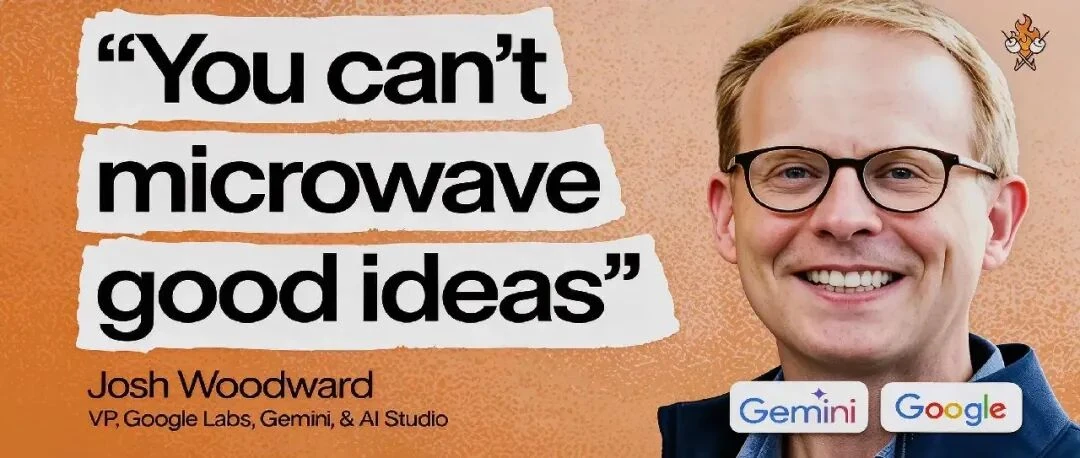 “You can’t
microwave
good ideas”
Josh Woodward
VP, Google Labs, Gemini, & AI Studio
Gemini
Google